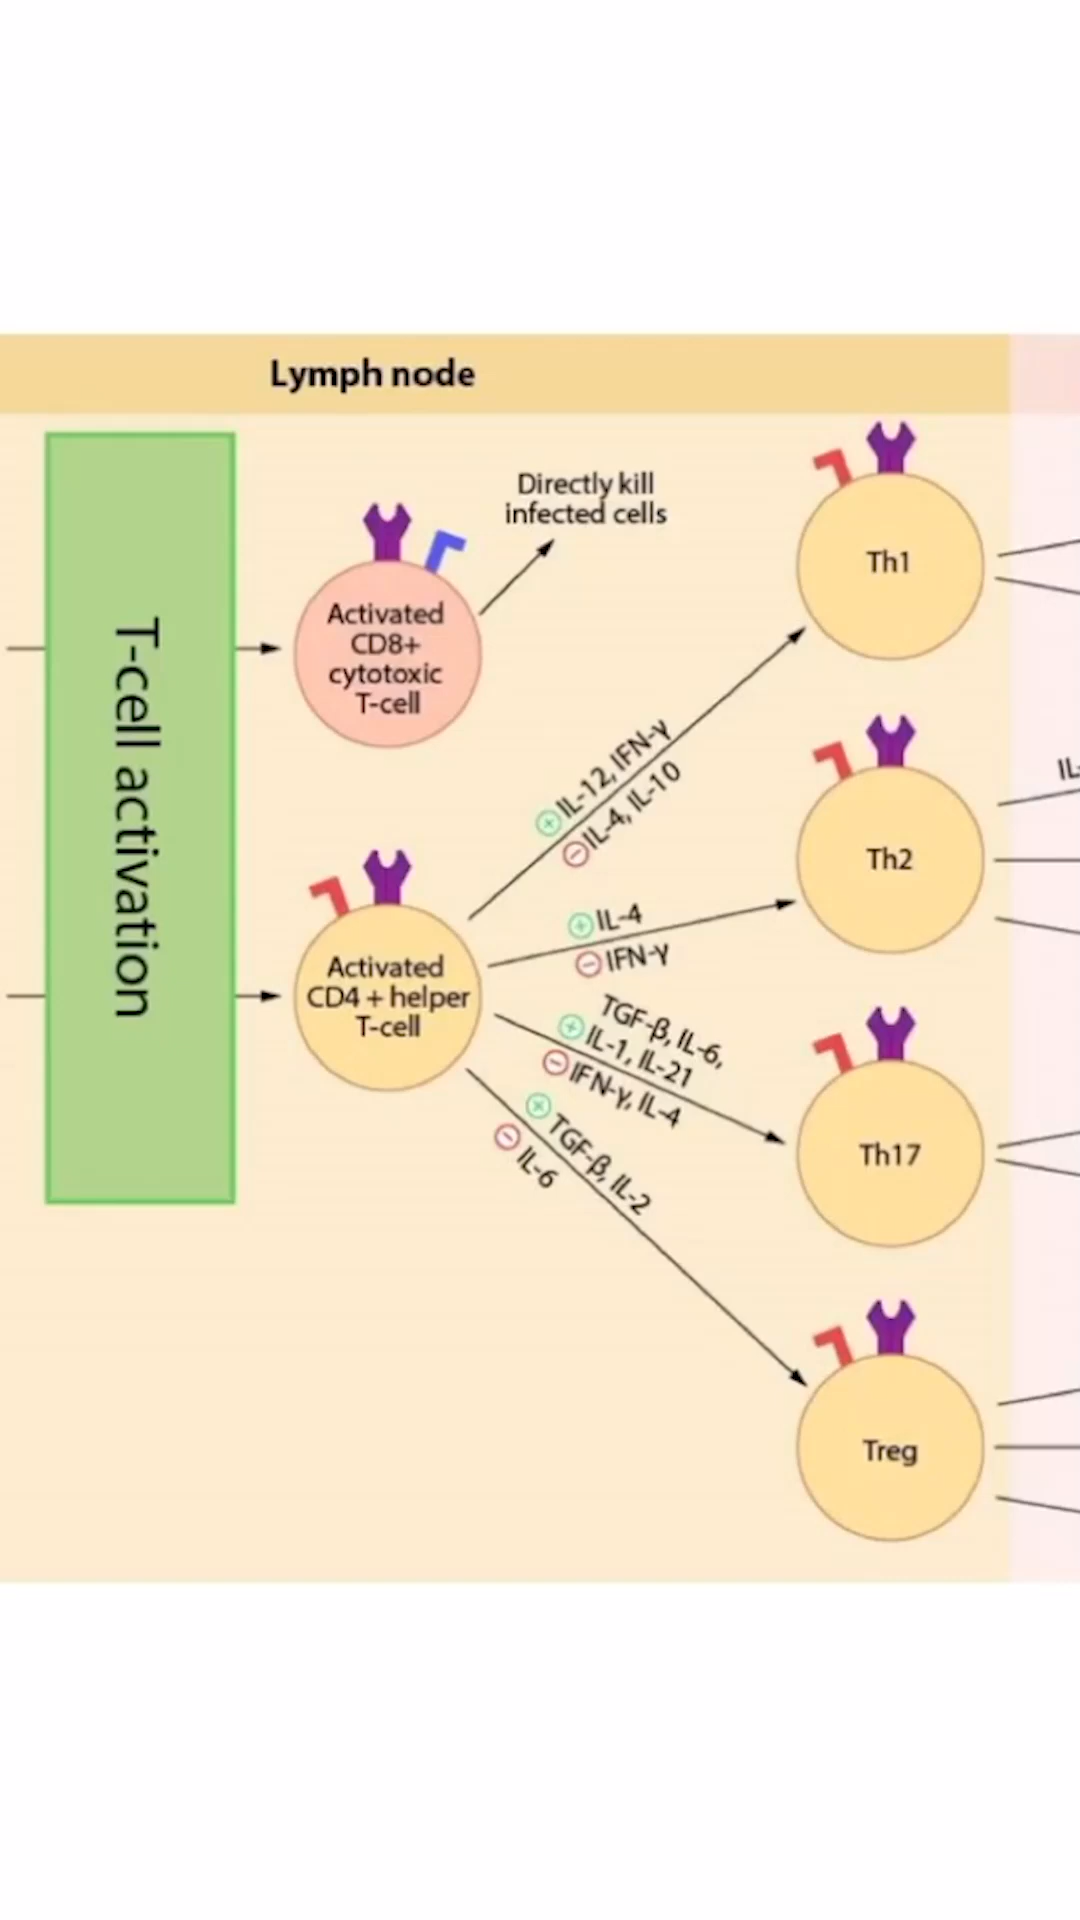 Lymph node
T-cell activation
Directly kill
infected cells
Activated
CD8+
cytotoxic
T-cell
Th1
IL-12, IFN-γ
IL-4, IL-10
Th2
IL-4
IFN-γ
Activated
CD4 + helper
T-cell
TGF-β, IL-6,
IL-1, IL-21
IFN-γ, IL-4
Th17
TGF-β, IL-2
IL-6
Treg
IL-